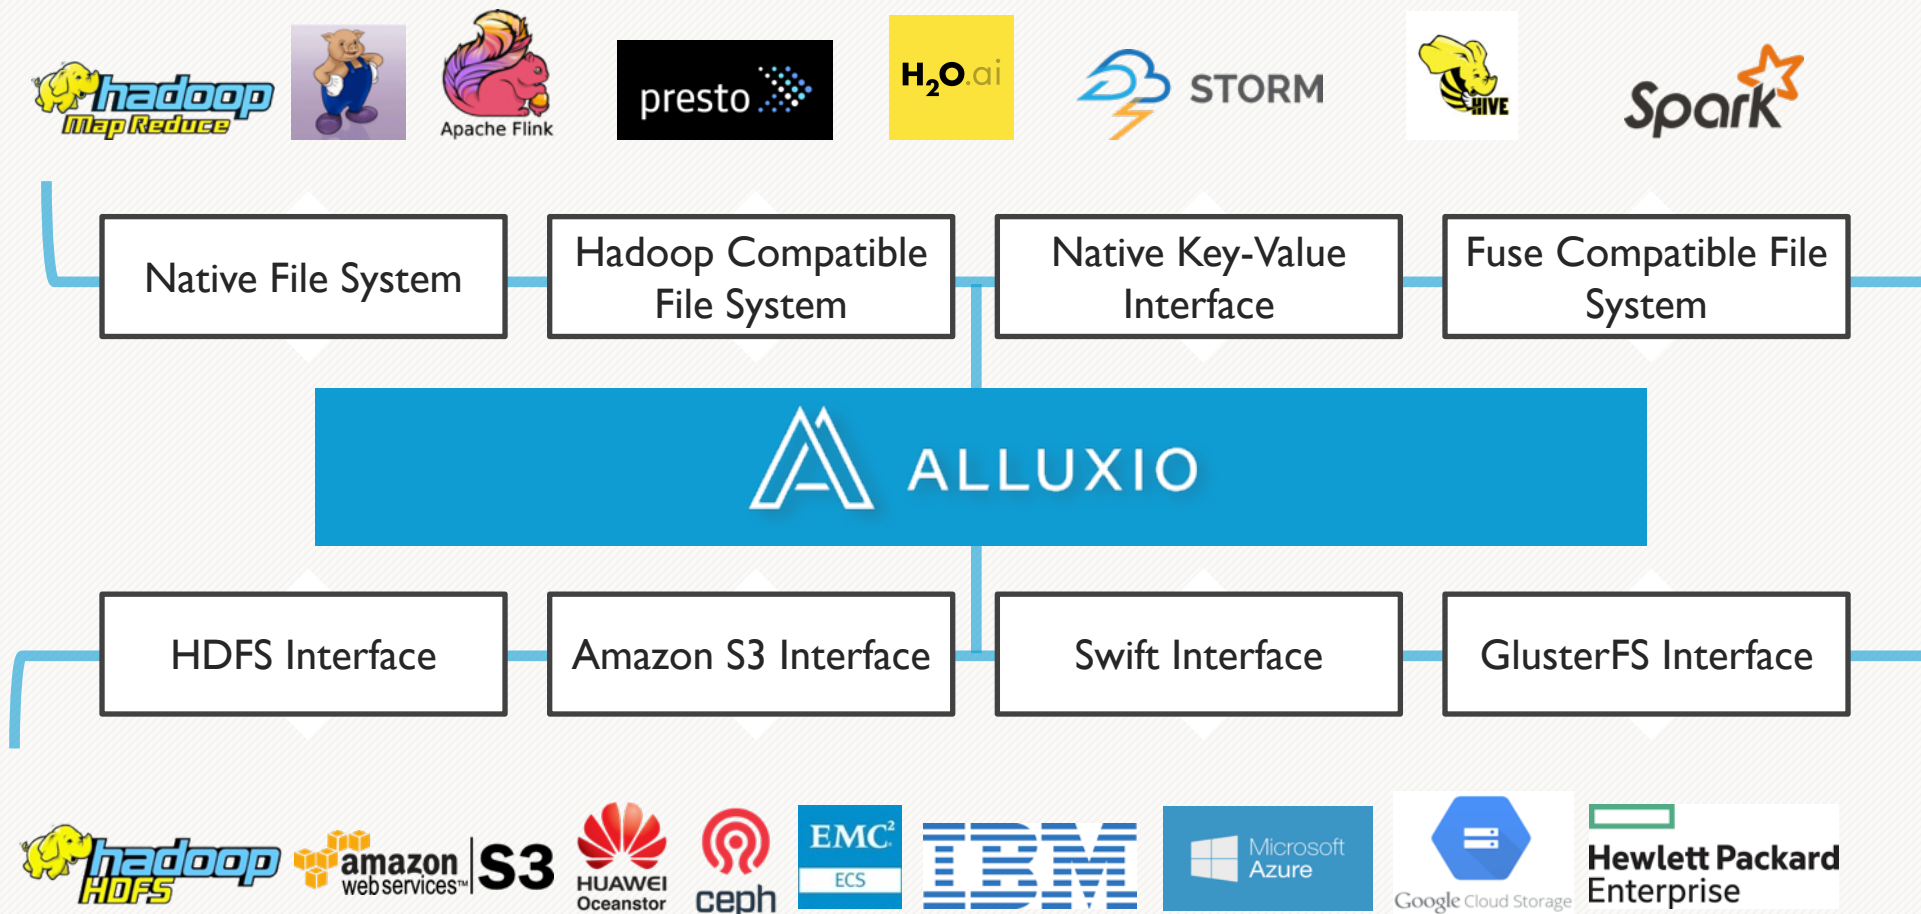 hadoop
Map Reduce
Apache Flink
presto
H2O.ai
STORM
HIVE
Spark
Native File System
Hadoop Compatible
File System
Native Key-Value
Interface
Fuse Compatible File
System
ALLUXIO
HDFS Interface
Amazon S3 Interface
Swift Interface
GlusterFS Interface
hadoop
HDFS
amazon
webservices™
S3
HUAWEI
Oceanstor
ceph
EMC²
ECS
IBM
Microsoft
Azure
Google Cloud Storage
Hewlett Packard
Enterprise